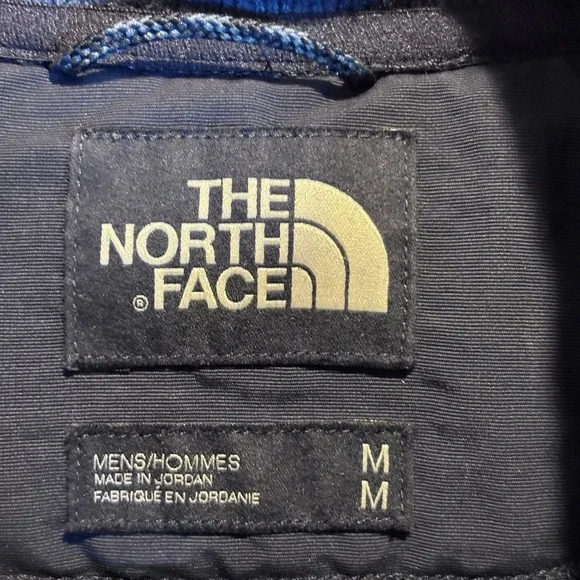 THE
NORTH
® FACE
MENS/HOMMES M
MADE IN JORDAN
FABRIQUÉ EN JORDANIE M